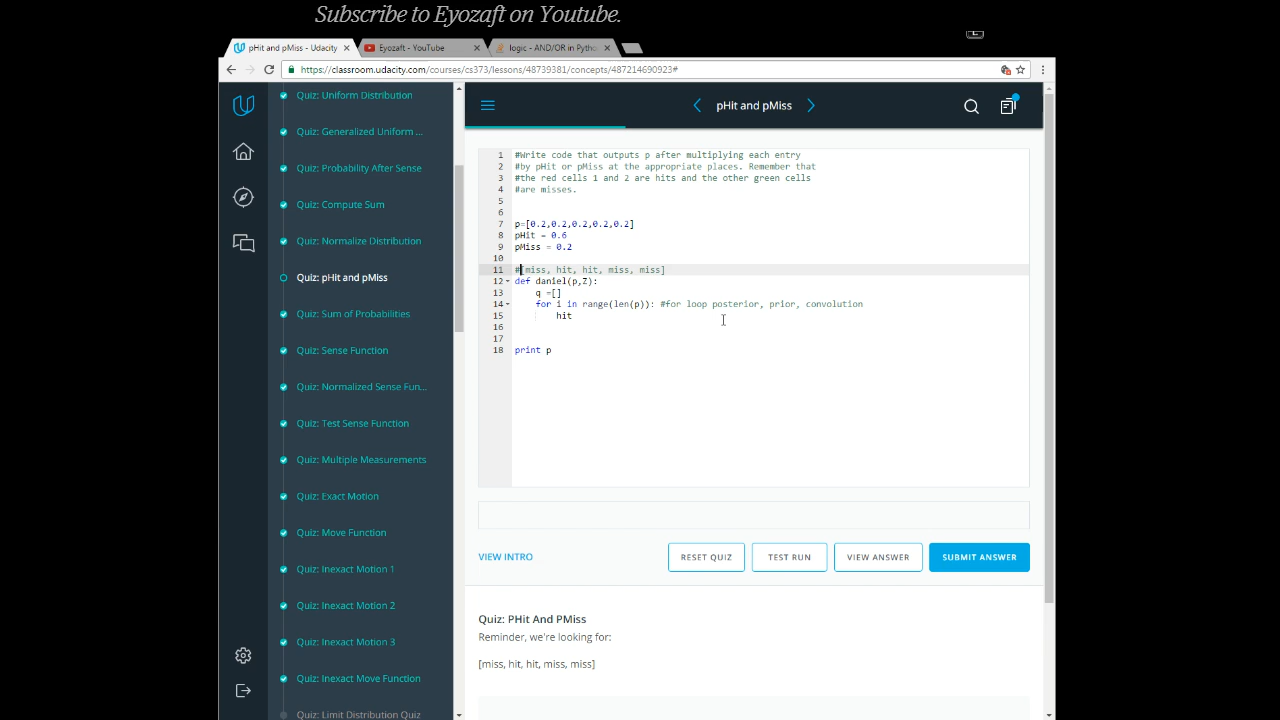 Subscribe to Eyozaft on Youtube.
pHit and pMiss - Udacity
Eyozaft - YouTube
logic - AND/OR in Pytho
https://classroom.udacity.com/courses/cs373/lessons/48739381/concepts/487214690923#
Quiz: Uniform Distribution
Quiz: Generalized Uniform ...
Quiz: Probability After Sense
Quiz: Compute Sum
Quiz: Normalize Distribution
Quiz: pHit and pMiss
Quiz: Sum of Probabilities
Quiz: Sense Function
Quiz: Normalized Sense Fun...
Quiz: Test Sense Function
Quiz: Multiple Measurements
Quiz: Exact Motion
Quiz: Move Function
Quiz: Inexact Motion 1
Quiz: Inexact Motion 2
Quiz: Inexact Motion 3
Quiz: Inexact Move Function
Quiz: Limit Distribution Quiz
pHit and pMiss
1 #Write code that outputs p after multiplying each entry
2 #by pHit or pMiss at the appropriate places. Remember that
3 #the red cells 1 and 2 are hits and the other green cells
4 #are misses.
5
6
7 p=[0.2,0.2,0.2,0.2,0.2]
8 pHit = 0.6
9 pMiss = 0.2
10
11 #[miss, hit, hit, miss, miss]
12 def daniel(p,Z):
13 q =[]
14 for i in range(len(p)): #for loop posterior, prior, convolution
15 hit
16
17
18 print p
VIEW INTRO
RESET QUIZ
TEST RUN
VIEW ANSWER
SUBMIT ANSWER
Quiz: PHit And PMiss
Reminder, we're looking for:
[miss, hit, hit, miss, miss]